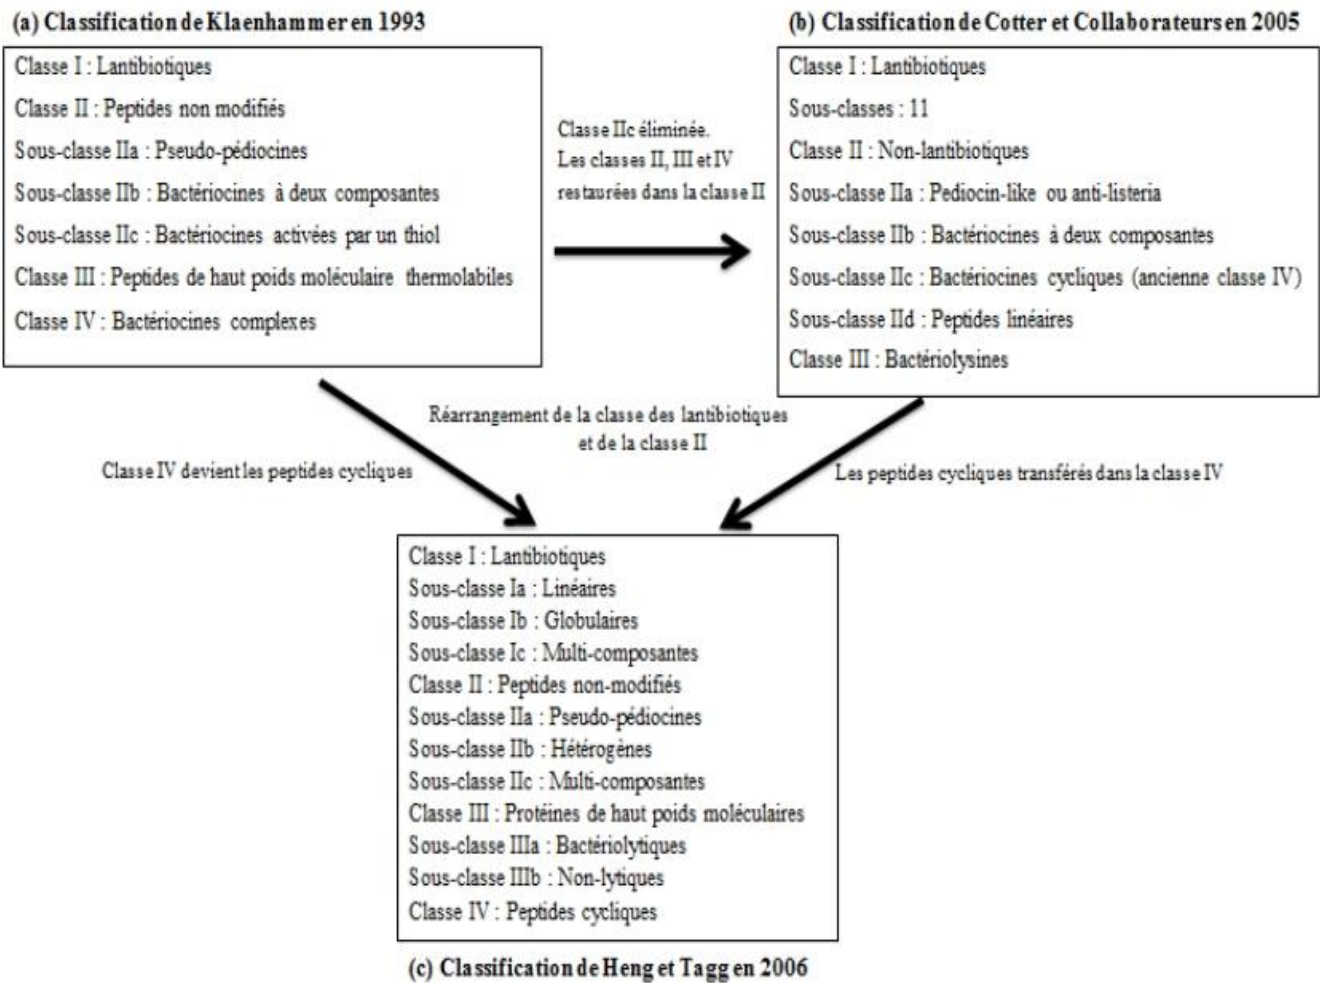 (a) Classification de Klaenhammer en 1993
Classe I : Lantibiotiques
Classe II : Peptides non modifiés
Sous-classe IIa : Pseudo-pédiocines
Sous-classe IIb : Bactériocines à deux composantes
Sous-classe IIc : Bactériocines activées par un thiol
Classe III : Peptides de haut poids moléculaire thermolabiles
Classe IV : Bactériocines complexes
Classe IIc éliminée.
Les classes II, III et IV
restaurées dans la classe II
(b) Classification de Cotter et Collaborateurs en 2005
Classe I : Lantibiotiques
Sous-classes : 11
Classe II : Non-lantibiotiques
Sous-classe IIa : Pediocin-like ou anti-listeria
Sous-classe IIb : Bactériocines à deux composantes
Sous-classe IIc : Bactériocines cycliques (ancienne classe IV)
Sous-classe IId : Peptides linéaires
Classe III : Bactériolysines
Réarrangement de la classe des lantibiotiques
et de la classe II
Classe IV devient les peptides cycliques
Les peptides cycliques transférés dans la classe IV
Classe I : Lantibiotiques
Sous-classe Ia : Linéaires
Sous-classe Ib : Globulaires
Sous-classe Ic : Multi-composantes
Classe II : Peptides non-modifiés
Sous-classe IIa : Pseudo-pédiocines
Sous-classe IIb : Hétérogènes
Sous-classe IIc : Multi-composantes
Classe III : Protéines de haut poids moléculaires
Sous-classe IIIa : Bactériolytiques
Sous-classe IIIb : Non-lytiques
Classe IV : Peptides cycliques
(c) Classification de Heng et Tagg en 2006